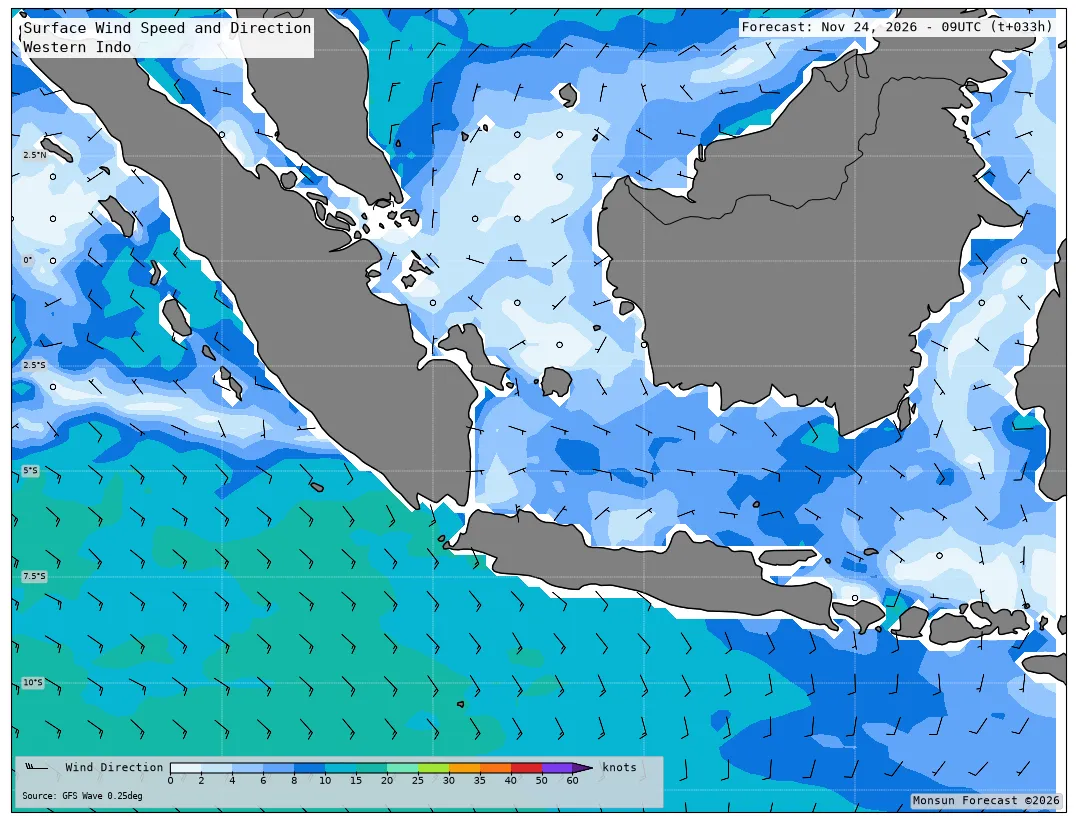 Surface Wind Speed and Direction
Western Indo
Forecast: Nov 24, 2026 - 09UTC (t+033h)
2.5°N
0°
2.5°S
5°S
7.5°S
10°S
Wind Direction
0 2 4 6 8 10 15 20 25 30 35 40 50 60
knots
Source: GFS Wave 0.25deg
Monsun Forecast ©2026